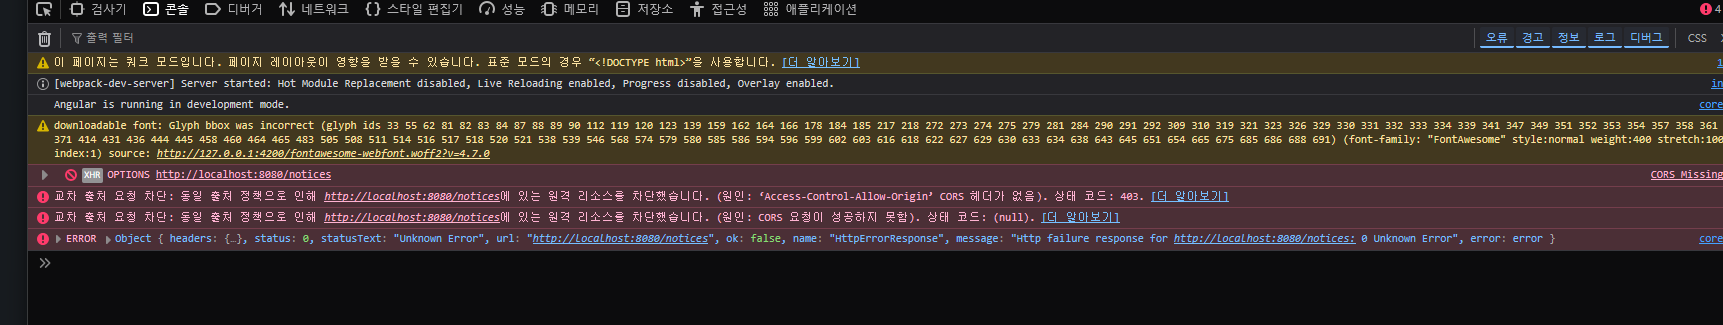 검사기 콘솔 디버거 네트워크 스타일 편집기 성능 메모리 저장소 접근성 애플리케이션 4
출력 필터 오류 경고 정보 로그 디버그 CSS
이 페이지는 쿼크 모드입니다. 페이지 레이아웃이 영향을 받을 수 있습니다. 표준 모드의 경우 “<!DOCTYPE html>”을 사용합니다. [더 알아보기] 1
[webpack-dev-server] Server started: Hot Module Replacement disabled, Live Reloading enabled, Progress disabled, Overlay enabled. in
Angular is running in development mode. core
downloadable font: Glyph bbox was incorrect (glyph ids 33 55 62 81 82 83 84 87 88 89 90 112 119 120 123 139 159 162 164 166 178 184 185 217 218 272 273 274 275 279 281 284 290 291 292 309 310 319 321 323 326 329 330 331 332 333 334 339 341 347 349 351 352 353 354 357 358 361
371 414 431 436 444 445 458 460 464 465 483 505 508 511 514 516 517 518 520 521 538 539 546 568 574 579 580 585 586 594 596 599 602 603 616 618 622 624 627 629 630 633 634 638 643 645 651 654 665 675 685 686 688 691) (font-family: "FontAwesome" style:normal weight:400 stretch:100
index:1) source: http://127.0.0.1:4200/fontawesome-webfont.woff2?v=4.7.0
XHR OPTIONS http://localhost:8080/notices CORS Missing
교차 출처 요청 차단: 동일 출처 정책으로 인해 http://localhost:8080/notices에 있는 원격 리소스를 차단했습니다. (원인: ‘Access-Control-Allow-Origin’ CORS 헤더가 없음). 상태 코드: 403. [더 알아보기]
교차 출처 요청 차단: 동일 출처 정책으로 인해 http://localhost:8080/notices에 있는 원격 리소스를 차단했습니다. (원인: CORS 요청이 성공하지 못함). 상태 코드: (null). [더 알아보기]
ERROR Object { headers: {…}, status: 0, statusText: "Unknown Error", url: "http://localhost:8080/notices", ok: false, name: "HttpErrorResponse", message: "Http failure response for http://localhost:8080/notices: 0 Unknown Error", error: error } core